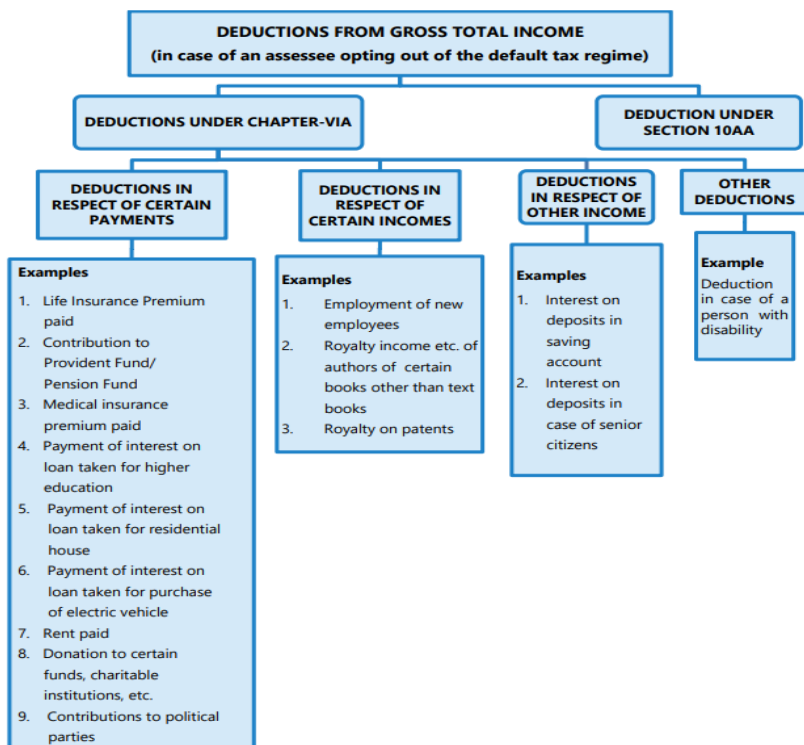 DEDUCTIONS FROM GROSS TOTAL INCOME
(in case of an assessee opting out of the default tax regime)
DEDUCTIONS UNDER CHAPTER-VIA
DEDUCTION UNDER
SECTION 10AA
DEDUCTIONS IN
RESPECT OF CERTAIN
PAYMENTS
Examples
1. Life Insurance Premium
paid
2. Contribution to
Provident Fund/
Pension Fund
3. Medical insurance
premium paid
4. Payment of interest on
loan taken for higher
education
5. Payment of interest on
loan taken for residential
house
6. Payment of interest on
loan taken for purchase
of electric vehicle
7. Rent paid
8. Donation to certain
funds, charitable
institutions, etc.
9. Contributions to political
parties
DEDUCTIONS IN
RESPECT OF
CERTAIN INCOMES
Examples
1. Employment of new
employees
2. Royalty income etc. of
authors of certain
books other than text
books
3. Royalty on patents
DEDUCTIONS
IN RESPECT OF
OTHER INCOME
Examples
1. Interest on
deposits in
saving
account
2. Interest on
deposits in
case of senior
citizens
OTHER
DEDUCTIONS
Example
Deduction
in case of a
person with
disability